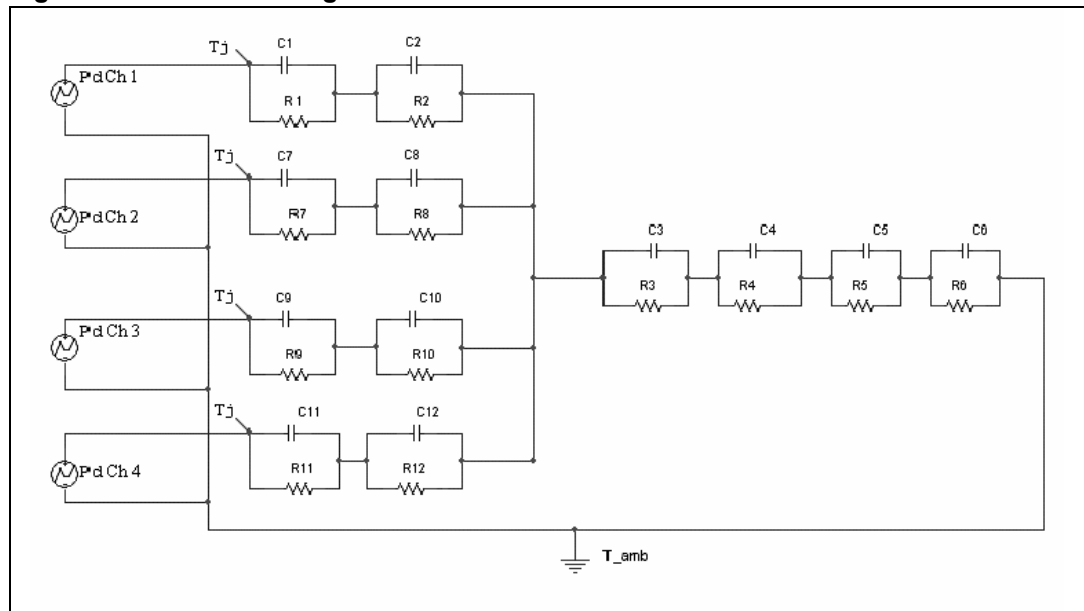 Tj C1 C2
PdCh1
R1 R2
Tj C7 C8
PdCh2
R7 R8
C3 C4 C5 C6
R3 R4 R5 R6
Tj C9 C10
PdCh3
R9 R10
Tj C11 C12
PdCh4
R11 R12
T_amb